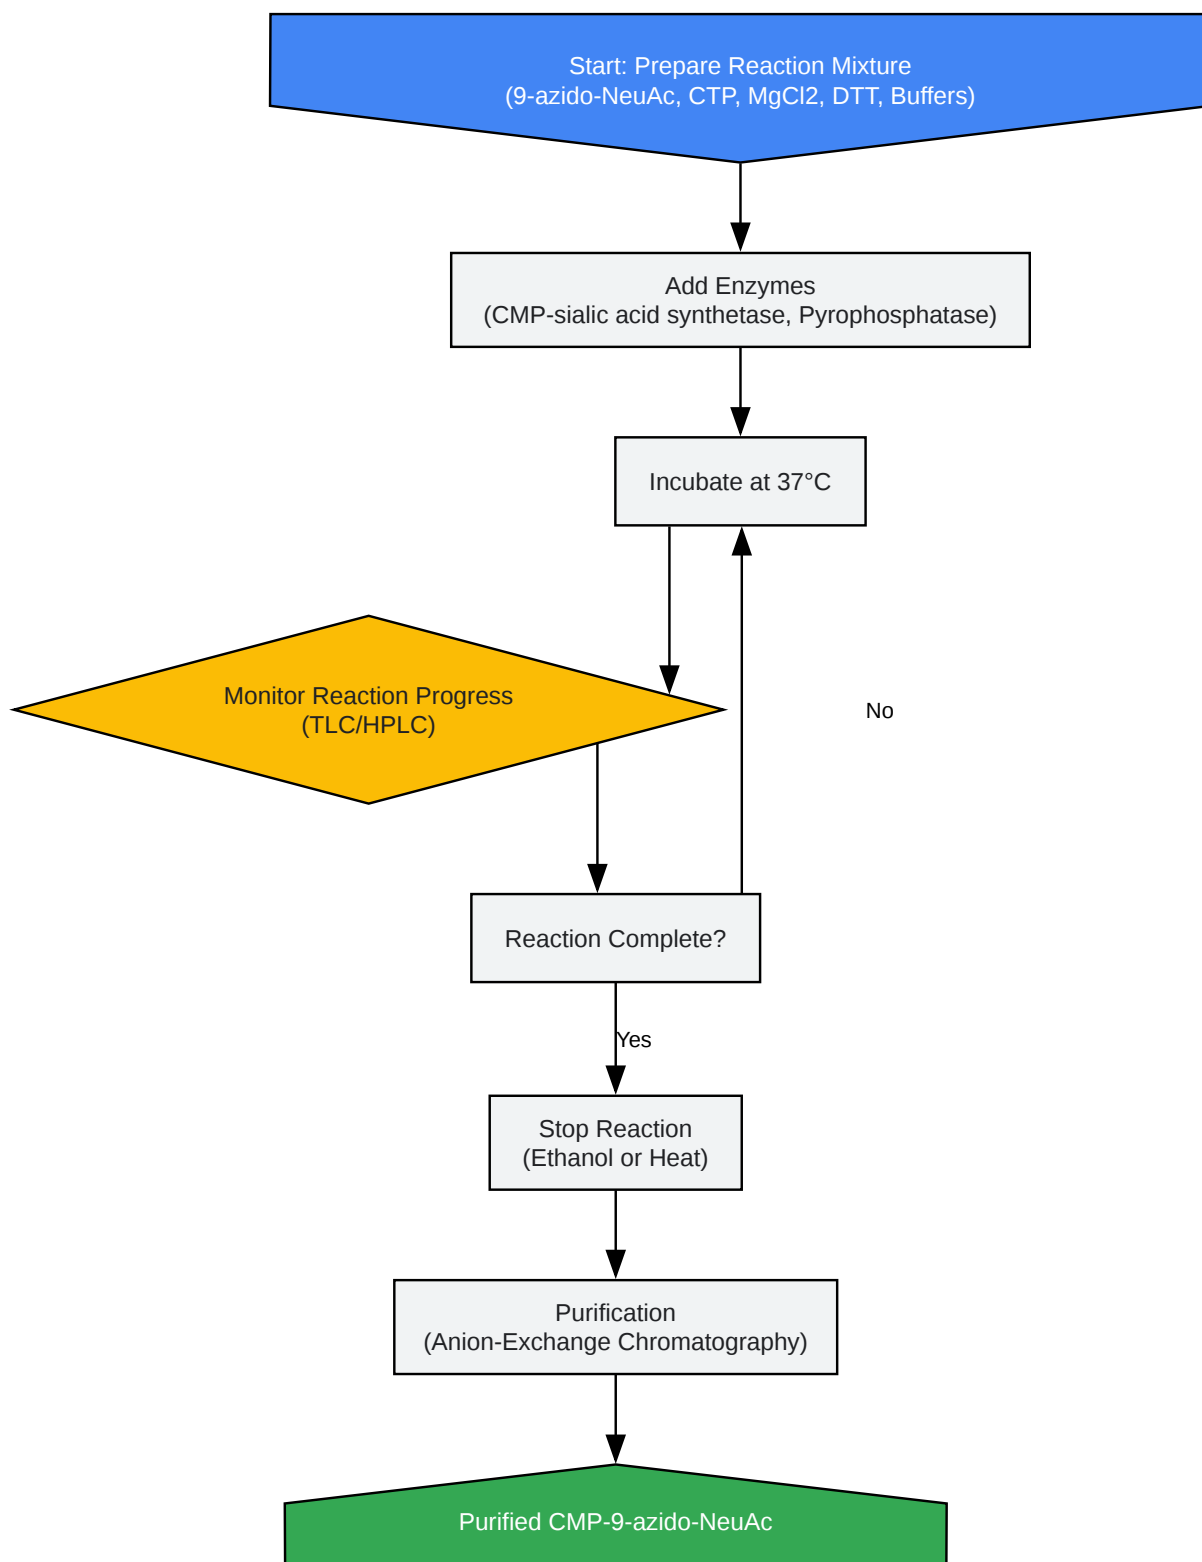 Start: Prepare Reaction Mixture
(9-azido-NeuAc, CTP, MgCl2, DTT, Buffers)
Add Enzymes
(CMP-sialic acid synthetase, Pyrophosphatase)
Incubate at 37°C
Monitor Reaction Progress
(TLC/HPLC)
No
Reaction Complete?
Yes
Stop Reaction
(Ethanol or Heat)
Purification
(Anion-Exchange Chromatography)
Purified CMP-9-azido-NeuAc